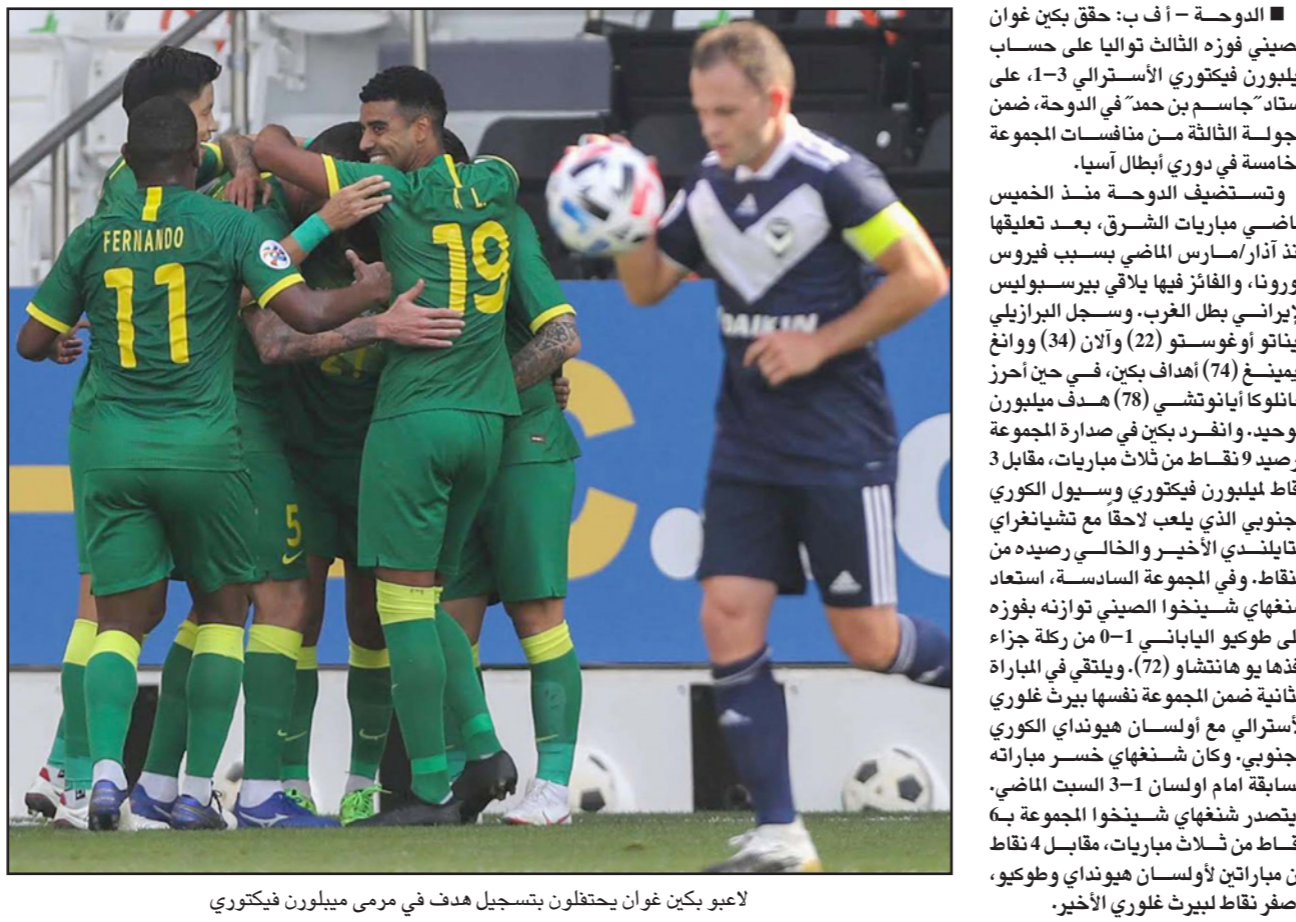 ■ الدوحة – أ ف ب: حقق بكين غوان
صيني فوزه الثالث تواليا على حساب
يلبورن فيكتوري الأسترالي 3–1، على
ستاد "جاسم بن حمد" في الدوحة، ضمن
جولة الثالثة من منافسات المجموعة
خامسة في دوري أبطال آسيا.
وتستضيف الدوحة منذ الخميس
اضي مباريات الشرق، بعد تعليقها
نذ آذار/مارس الماضي بسبب فيروس
ورونا، والفائز فيها يلاقي بيرسبوليس
لإيراني بطل الغرب. وسجل البرازيلي
يناتو أوغوستو (22) وآلان (34) ووانغ
يمينغ (74) أهداف بكين، في حين أحرز
انلوكا أيانوتشي (78) هدف ميلبورن
وحيد. وانفرد بكين في صدارة المجموعة
رصيد 9 نقاط من ثلاث مباريات، مقابل 3
قاط لميلبورن فيكتوري وسيول الكوري
جنوبي الذي يلعب لاحقاً مع تشيانغراي
تايلندي الأخير والخالي رصيده من
نقاط. وفي المجموعة السادسة، استعاد
شنغهاي شينخوا الصيني توازنه بفوزه
لى طوكيو الياباني 1–0 من ركلة جزاء
فذها يو هانتشاو (72). ويلتقي في المباراة
ثانية ضمن المجموعة نفسها بيرث غلوري
لأسترالي مع أولسان هيونداي الكوري
جنوبي. وكان شنغهاي خسر مباراته
سابقة امام اولسان 1–3 السبت الماضي.
يتصدر شنغهاي شينخوا المجموعة بـ6
قاط من ثلاث مباريات، مقابل 4 نقاط
ن مباراتين لأولسان هيونداي وطوكيو،
صفر نقاط لبيرث غلوري الأخير.
FERNANDO
11
19
5
DAIKIN
لاعبو بكين غوان يحتفلون بتسجيل هدف في مرمى ميبلورن فيكتوري